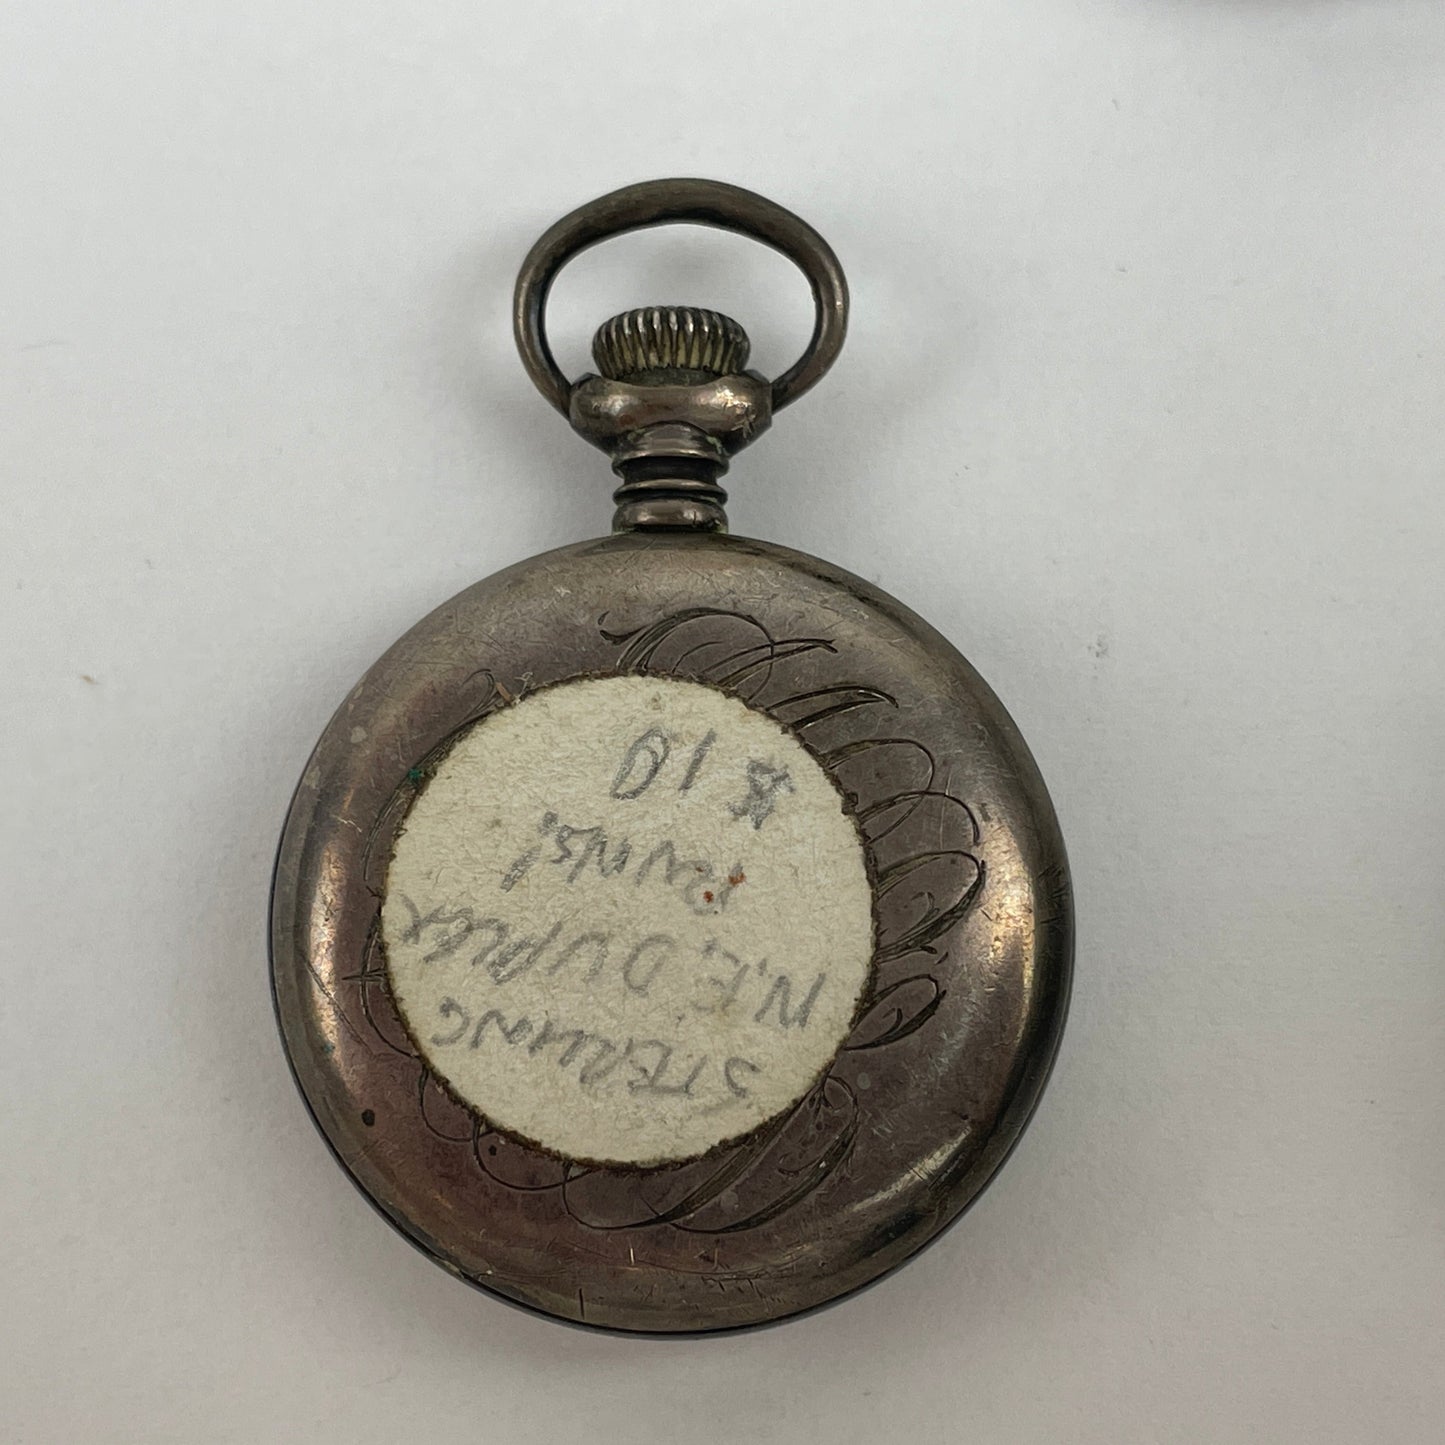 STERLING
N.E. DUPLEX
RUNS!
$10